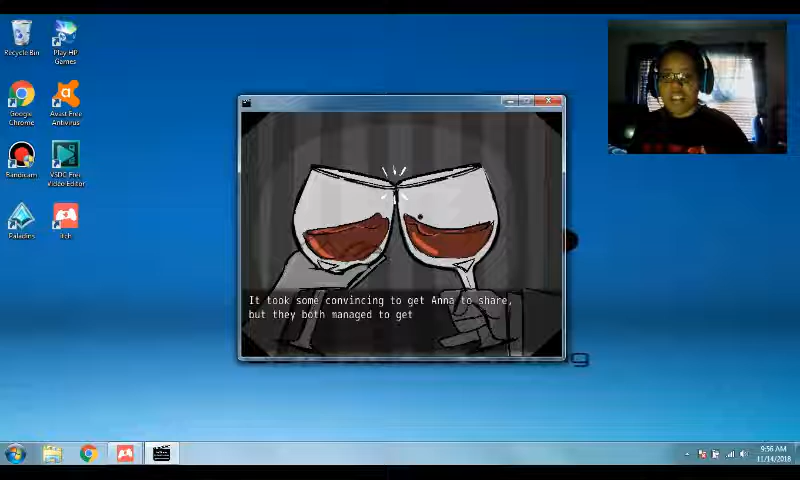 Recycle Bin
Play HP
Games
Google
Chrome
Avast Free
Antivirus
Bandicam
VSDC Free
Video Editor
Paladins
itch
It took some convincing to get Anna to share,
but they both managed to get
g
9:56 AM
11/14/2018